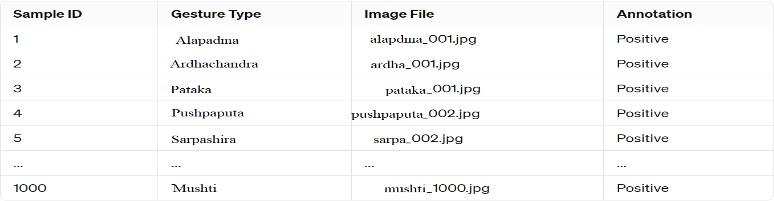 Sample ID Gesture Type Image File Annotation
1 Alapadma alapdma_001.jpg Positive
2 Ardhachandra ardha_001.jpg Positive
3 Pataka pataka_001.jpg Positive
4 Pushpaputa pushpaputa_002.jpg Positive
5 Sarpashira sarpa_002.jpg Positive
... ... ... ...
1000 Mushti mushti_1000.jpg Positive